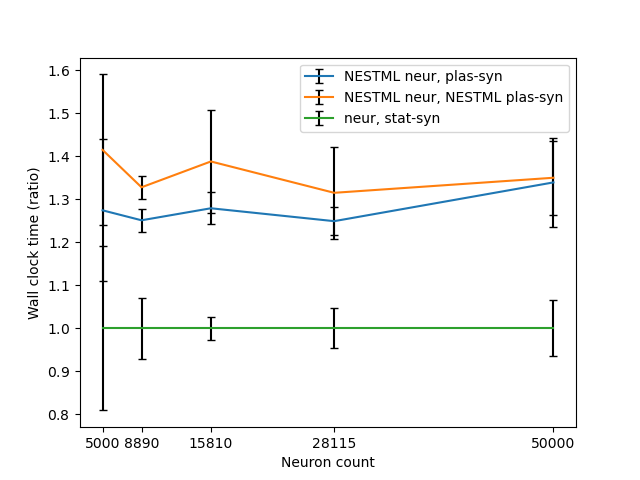 1.6
1.5
1.4
1.3
1.2
1.1
1.0
0.9
0.8
Wall clock time (ratio)
NESTML neur, plas-syn
NESTML neur, NESTML plas-syn
neur, stat-syn
5000 8890 15810 28115 50000
Neuron count